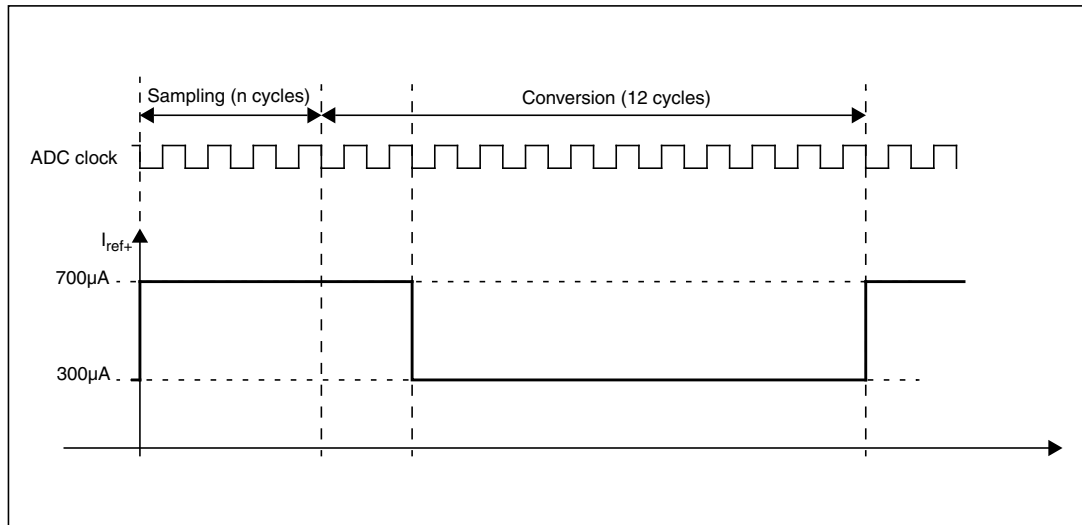 Sampling (n cycles)
Conversion (12 cycles)
ADC clock
Iref+
700µA
300µA